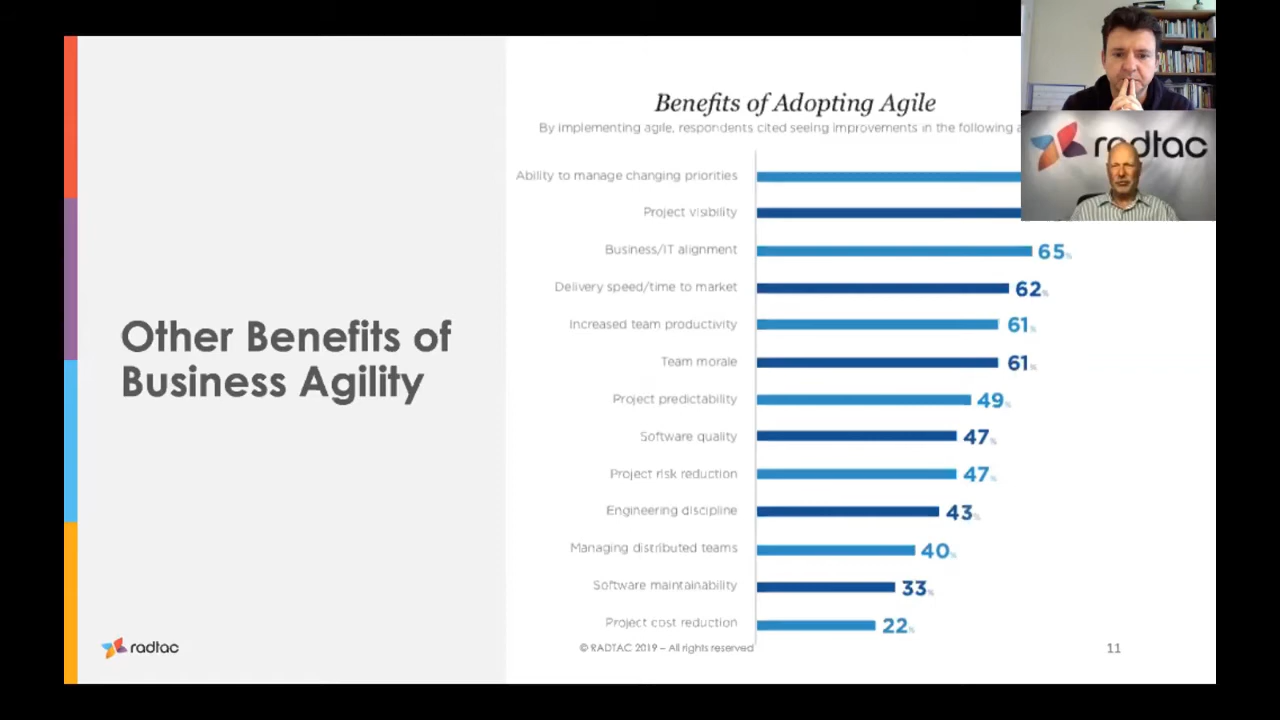 Other Benefits of
Business Agility
radtac
Benefits of Adopting Agile
By implementing agile, respondents cited seeing improvements in the following
Ability to manage changing priorities
Project visibility
Business/IT alignment 65%
Delivery speed/time to market 62%
Increased team productivity 61%
Team morale 61%
Project predictability 49%
Software quality 47%
Project risk reduction 47%
Engineering discipline 43%
Managing distributed teams 40%
Software maintainability 33%
Project cost reduction 22%
© RADTAC 2019 – All rights reserved
11
radtac